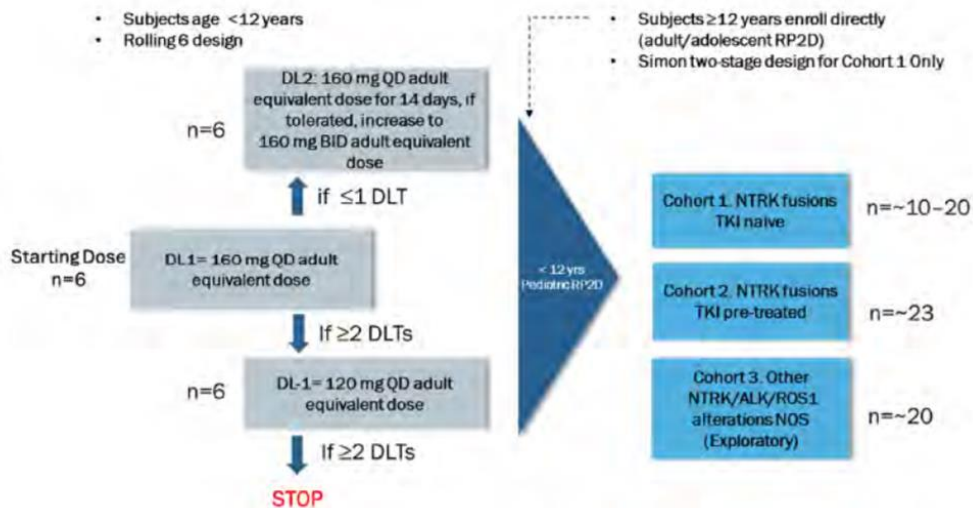 • Subjects age <12 years
• Rolling 6 design
n=6
DL2: 160 mg QD adult
equivalent dose for 14 days, if
tolerated, increase to
160 mg BID adult equivalent
dose
if ≤1 DLT
Starting Dose
n=6
DL1= 160 mg QD adult
equivalent dose
If ≥2 DLTs
n=6
DL-1= 120 mg QD adult
equivalent dose
If ≥2 DLTs
STOP
• Subjects ≥12 years enroll directly
(adult/adolescent RP2D)
• Simon two-stage design for Cohort 1 Only
< 12 yrs
Pediatric RP2D
Cohort 1. NTRK fusions
TKI naive
n=~10–20
Cohort 2. NTRK fusions
TKI pre-treated
n=~23
Cohort 3. Other
NTRK/ALK/ROS1
alterations NOS
(Exploratory)
n=~20